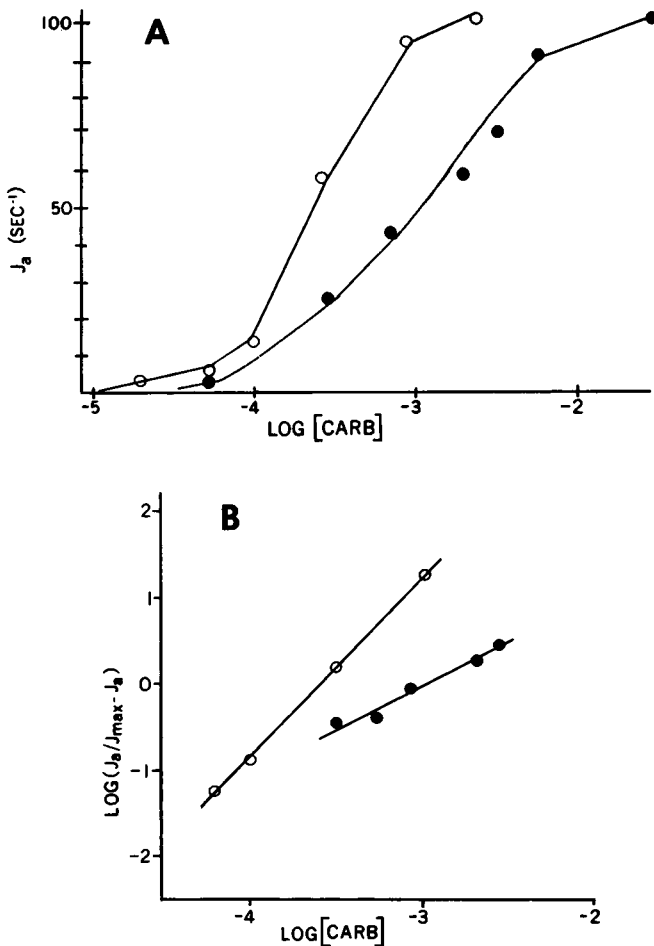 A
100
50
Jₐ (SEC⁻¹)
-5
-4
-3
-2
LOG [CARB]
B
2
1
0
-1
-2
LOG(Jₐ/Jₘₐₓ-Jₐ)
-4
-3
-2
LOG [CARB]